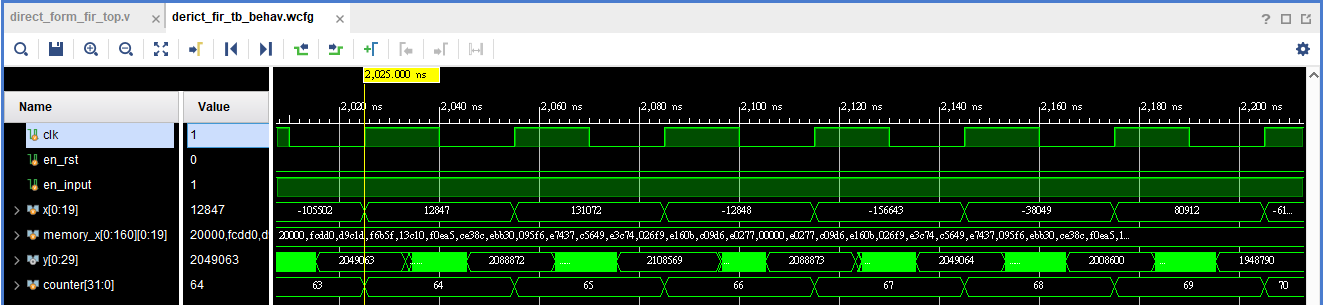 direct_form_fir_top.v × derict_fir_tb_behav.wcfg ×
?
2,025.000 ns
Name Value
2,020 ns 2,040 ns 2,060 ns 2,080 ns 2,100 ns 2,120 ns 2,140 ns 2,160 ns 2,180 ns 2,200 ns
clk 1
en_rst 0
en_input 1
x[0:19] 12847 -105502 12847 131072 -12848 -156643 -38049 80912 -61...
memory_x[0:160][0:19] 20000,fcdd0,d 20000,fcdd0,d9c1d,f6b5f,13c10,f0ea5,ce38c,ebb30,095f6,e7437,c5649,e3c74,026f9,e160b,c09d6,e0277,00000,e0277,c09d6,e160b,026f9,e3c74,c5649,e7437,095f6,ebb30,ce38c,f0ea5,1...
y[0:29] 2049063 2049063 ..... 2088872 ..... 2108569 ..... 2088873 ..... 2049064 ..... 2008600 ..... 1948790
counter[31:0] 64 63 64 65 66 67 68 69 70